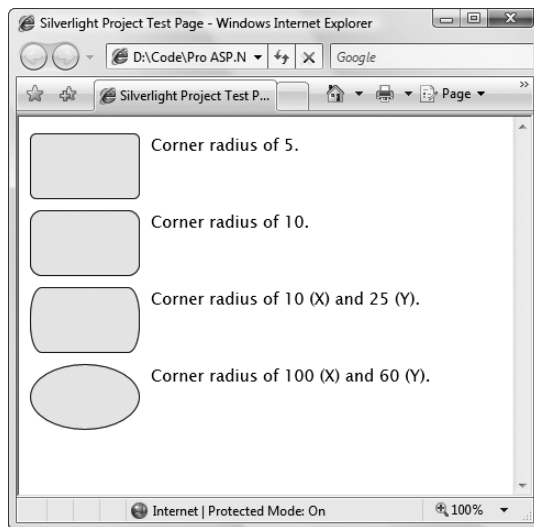 Silverlight Project Test Page - Windows Internet Explorer
D:\Code\Pro ASP.N
Google
Silverlight Project Test P...
Page
Corner radius of 5.
Corner radius of 10.
Corner radius of 10 (X) and 25 (Y).
Corner radius of 100 (X) and 60 (Y).
Internet | Protected Mode: On
100%